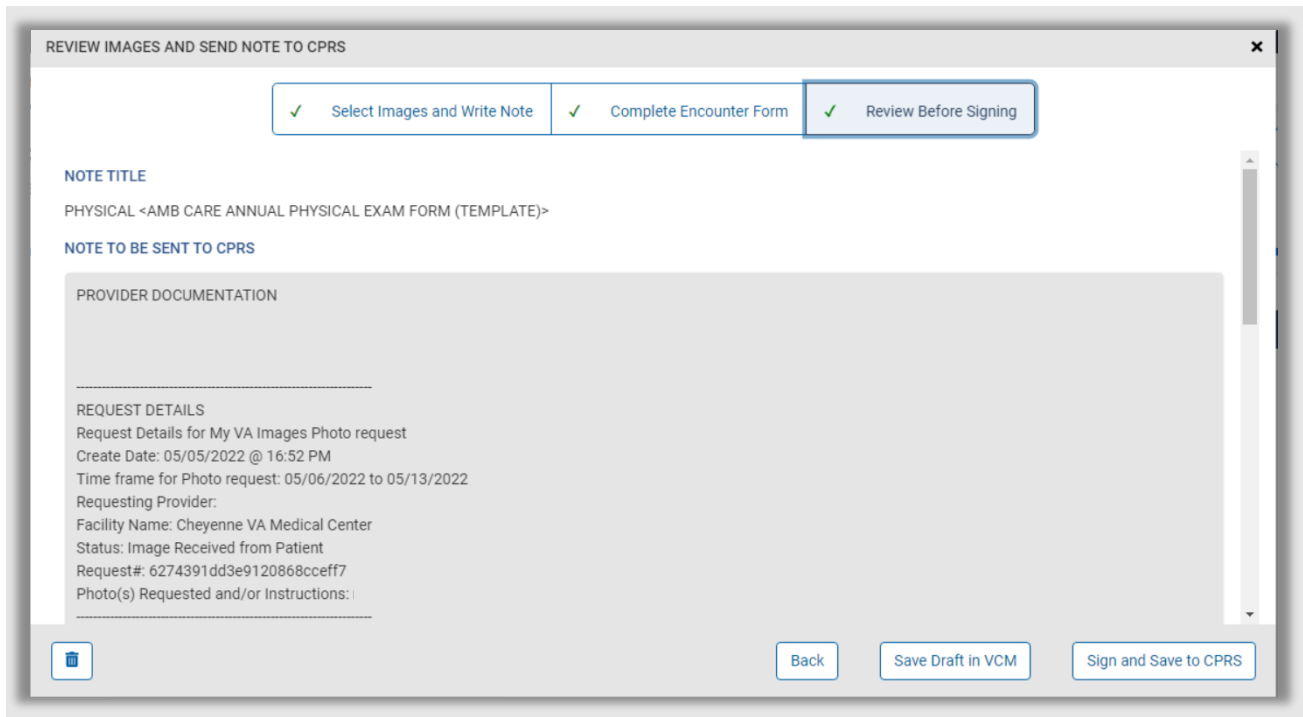 REVIEW IMAGES AND SEND NOTE TO CPRS
Select Images and Write Note
Complete Encounter Form
Review Before Signing
NOTE TITLE
PHYSICAL <AMB CARE ANNUAL PHYSICAL EXAM FORM (TEMPLATE)>
NOTE TO BE SENT TO CPRS
PROVIDER DOCUMENTATION
REQUEST DETAILS
Request Details for My VA Images Photo request
Create Date: 05/05/2022 @ 16:52 PM
Time frame for Photo request: 05/06/2022 to 05/13/2022
Requesting Provider:
Facility Name: Cheyenne VA Medical Center
Status: Image Received from Patient
Request#: 6274391dd3e9120868cceff7
Photo(s) Requested and/or Instructions:
Back
Save Draft in VCM
Sign and Save to CPRS